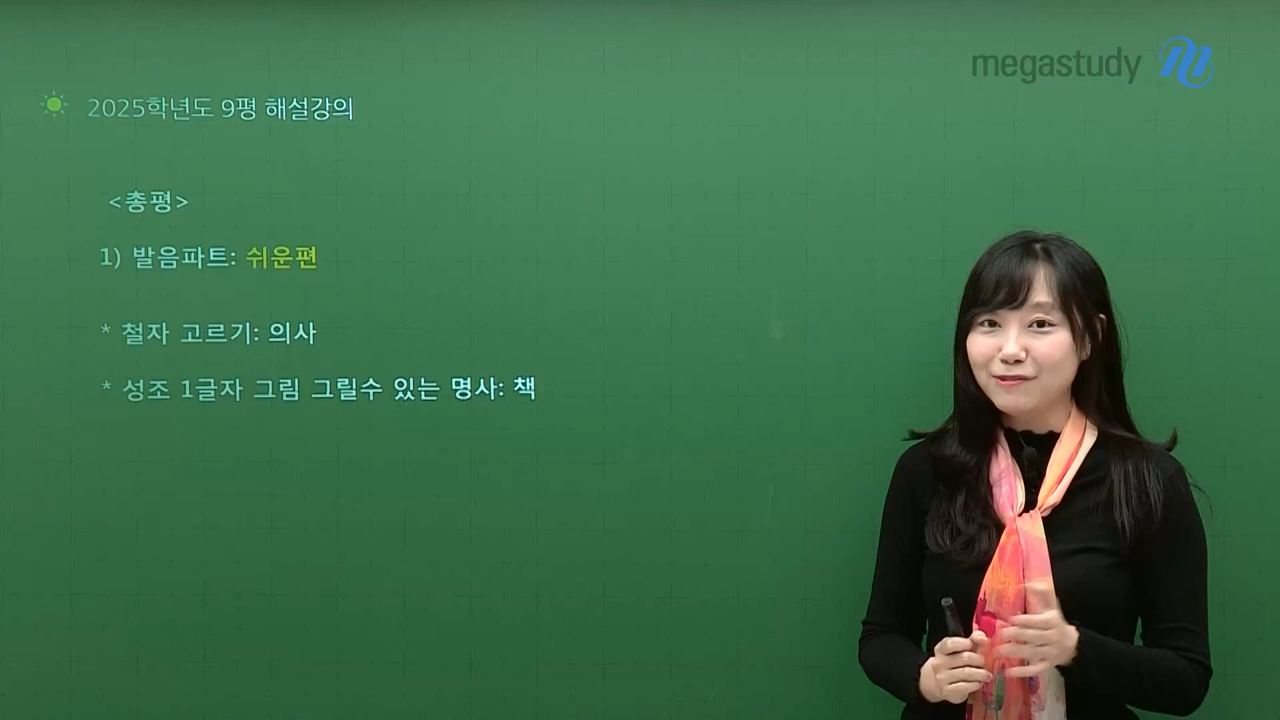 megastudy
2025학년도 9평 해설강의
<총평>
1) 발음파트: 쉬운편
* 철자 고르기: 의사
* 성조 1글자 그림 그릴수 있는 명사: 책